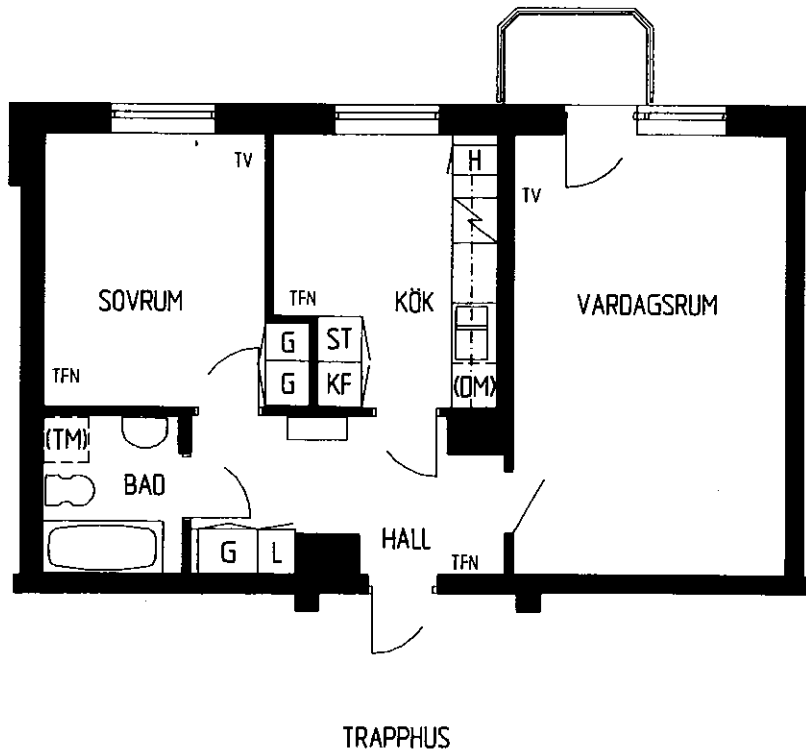 TV
H
TV
SOVRUM
TFN
KÖK
VARDAGSRUM
G
ST
TFN
G
KF
(DM)
(TM)
BAD
G
L
HALL
TFN
TRAPPHUS